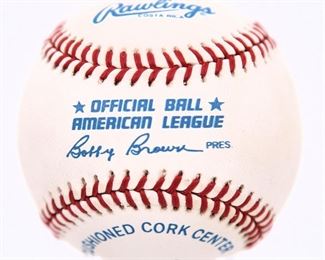 Rawlings
OFFICIAL BALL
AMERICAN LEAGUE
Bobby Brown PRES.
CUSHIONED CORK CENTER